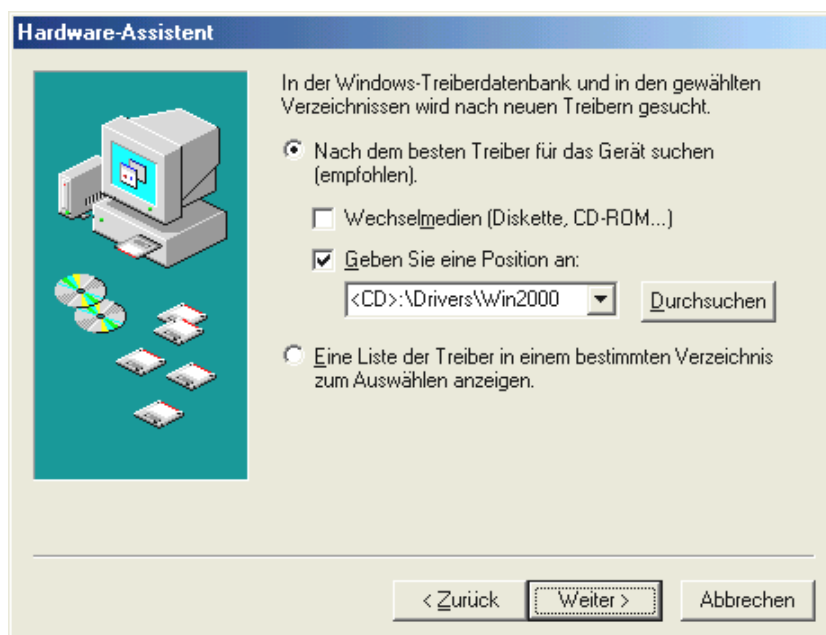 Hardware-Assistent
In der Windows-Treiberdatenbank und in den gewählten
Verzeichnissen wird nach neuen Treibern gesucht.
Nach dem besten Treiber für das Gerät suchen
(empfohlen).
Wechselmedien (Diskette, CD-ROM...)
Geben Sie eine Position an:
<CD>:\Drivers\Win2000
Durchsuchen
Eine Liste der Treiber in einem bestimmten Verzeichnis
zum Auswählen anzeigen.
< Zurück
Weiter >
Abbrechen